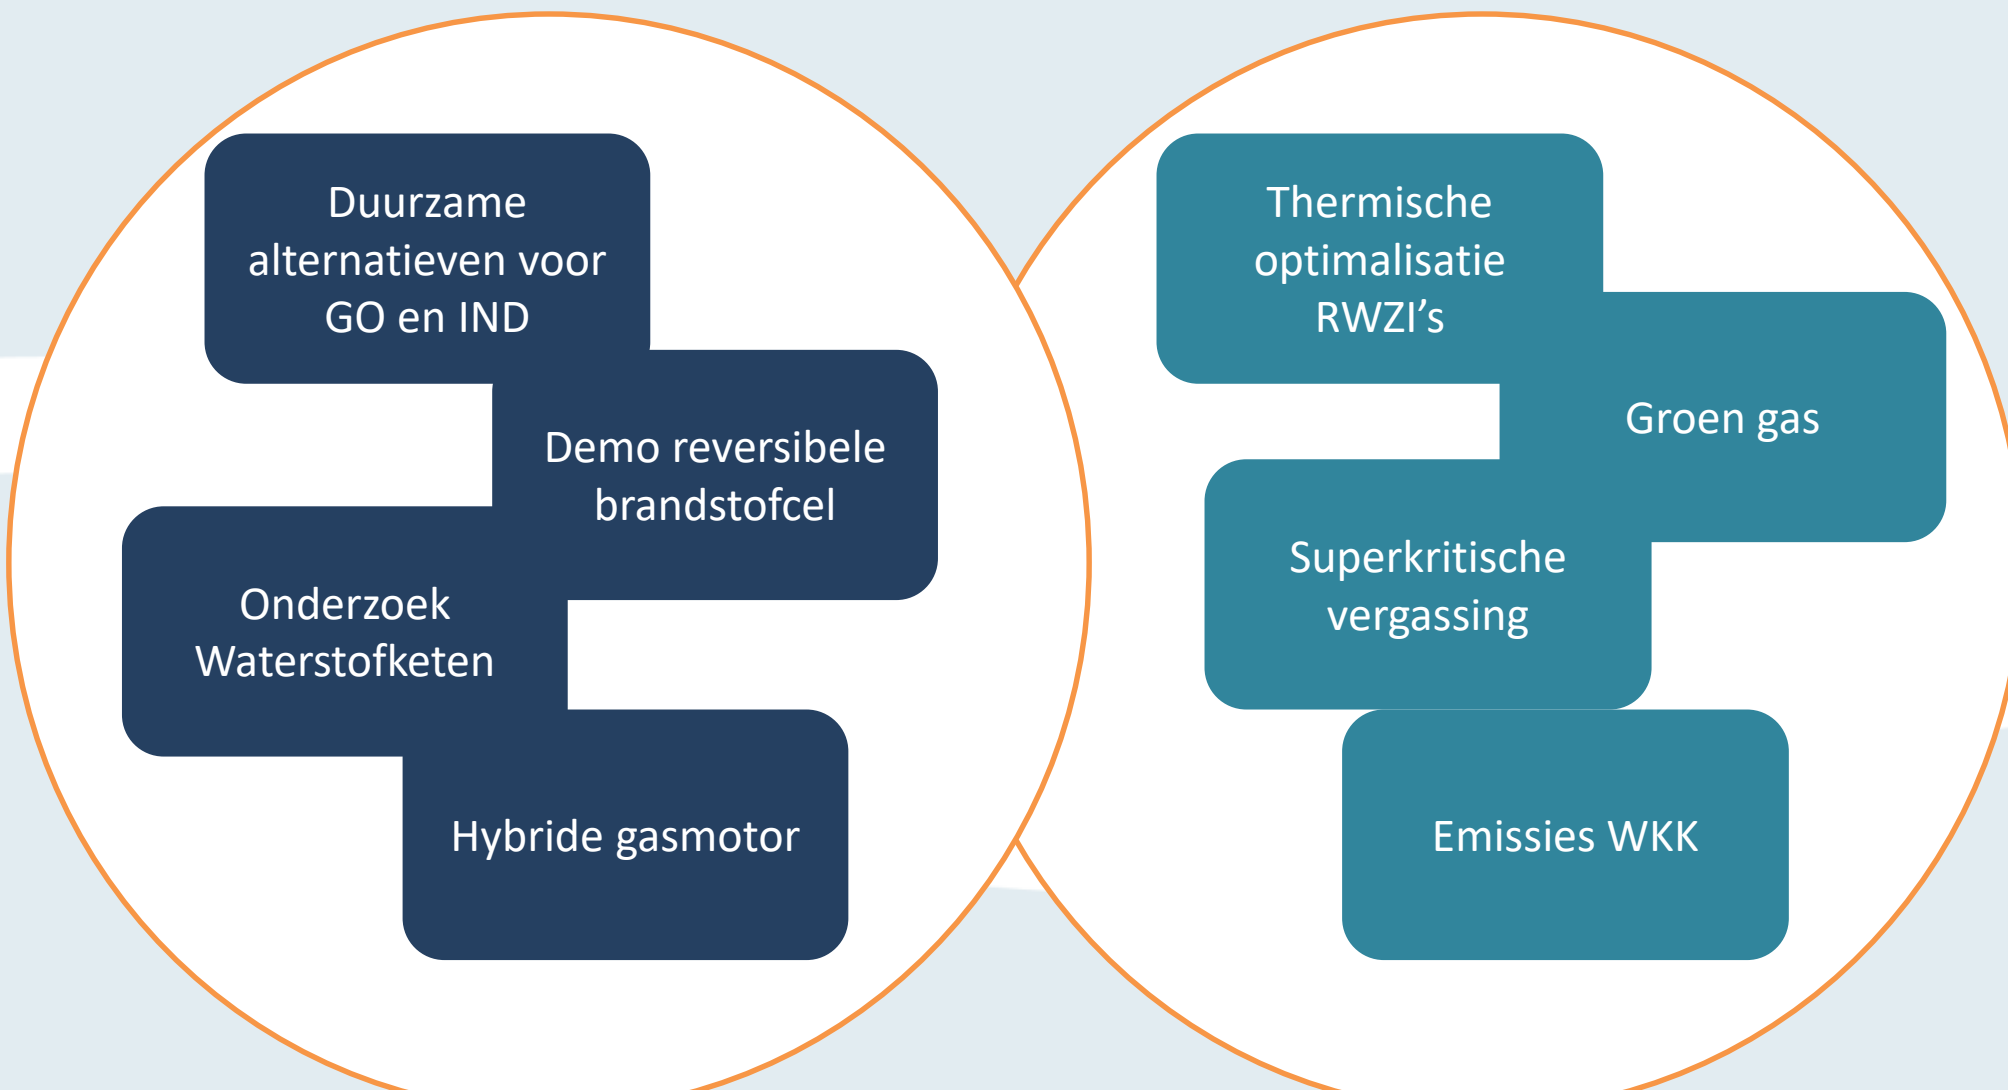 Duurzame
alternatieven voor
GO en IND
Demo reversibele
brandstofcel
Onderzoek
Waterstofketen
Hybride gasmotor
Thermische
optimalisatie
RWZI’s
Groen gas
Superkritische
vergassing
Emissies WKK